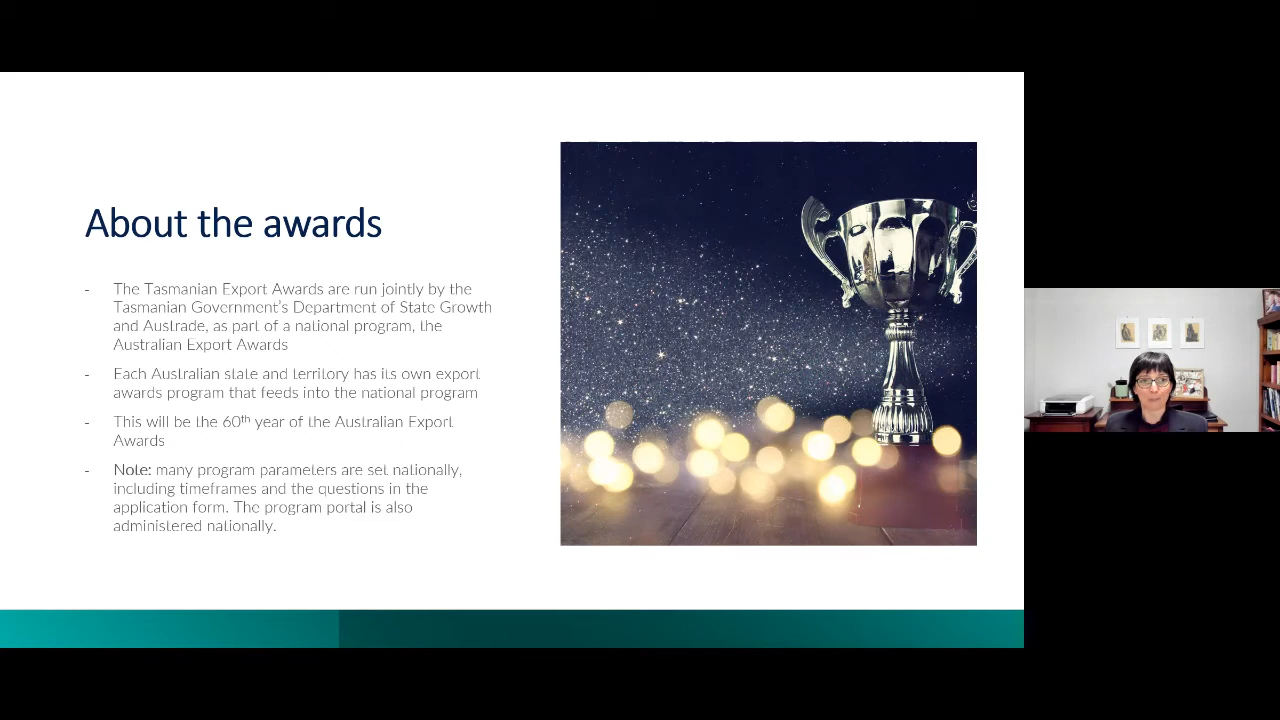 About the awards
- The Tasmanian Export Awards are run jointly by the
Tasmanian Government's Department of State Growth
and Austrade, as part of a national program, the
Australian Export Awards
- Each Australian state and territory has its own export
awards program that feeds into the national program
- This will be the 60th year of the Australian Export
Awards
- Note: many program parameters are set nationally,
including timeframes and the questions in the
application form. The program portal is also
administered nationally.